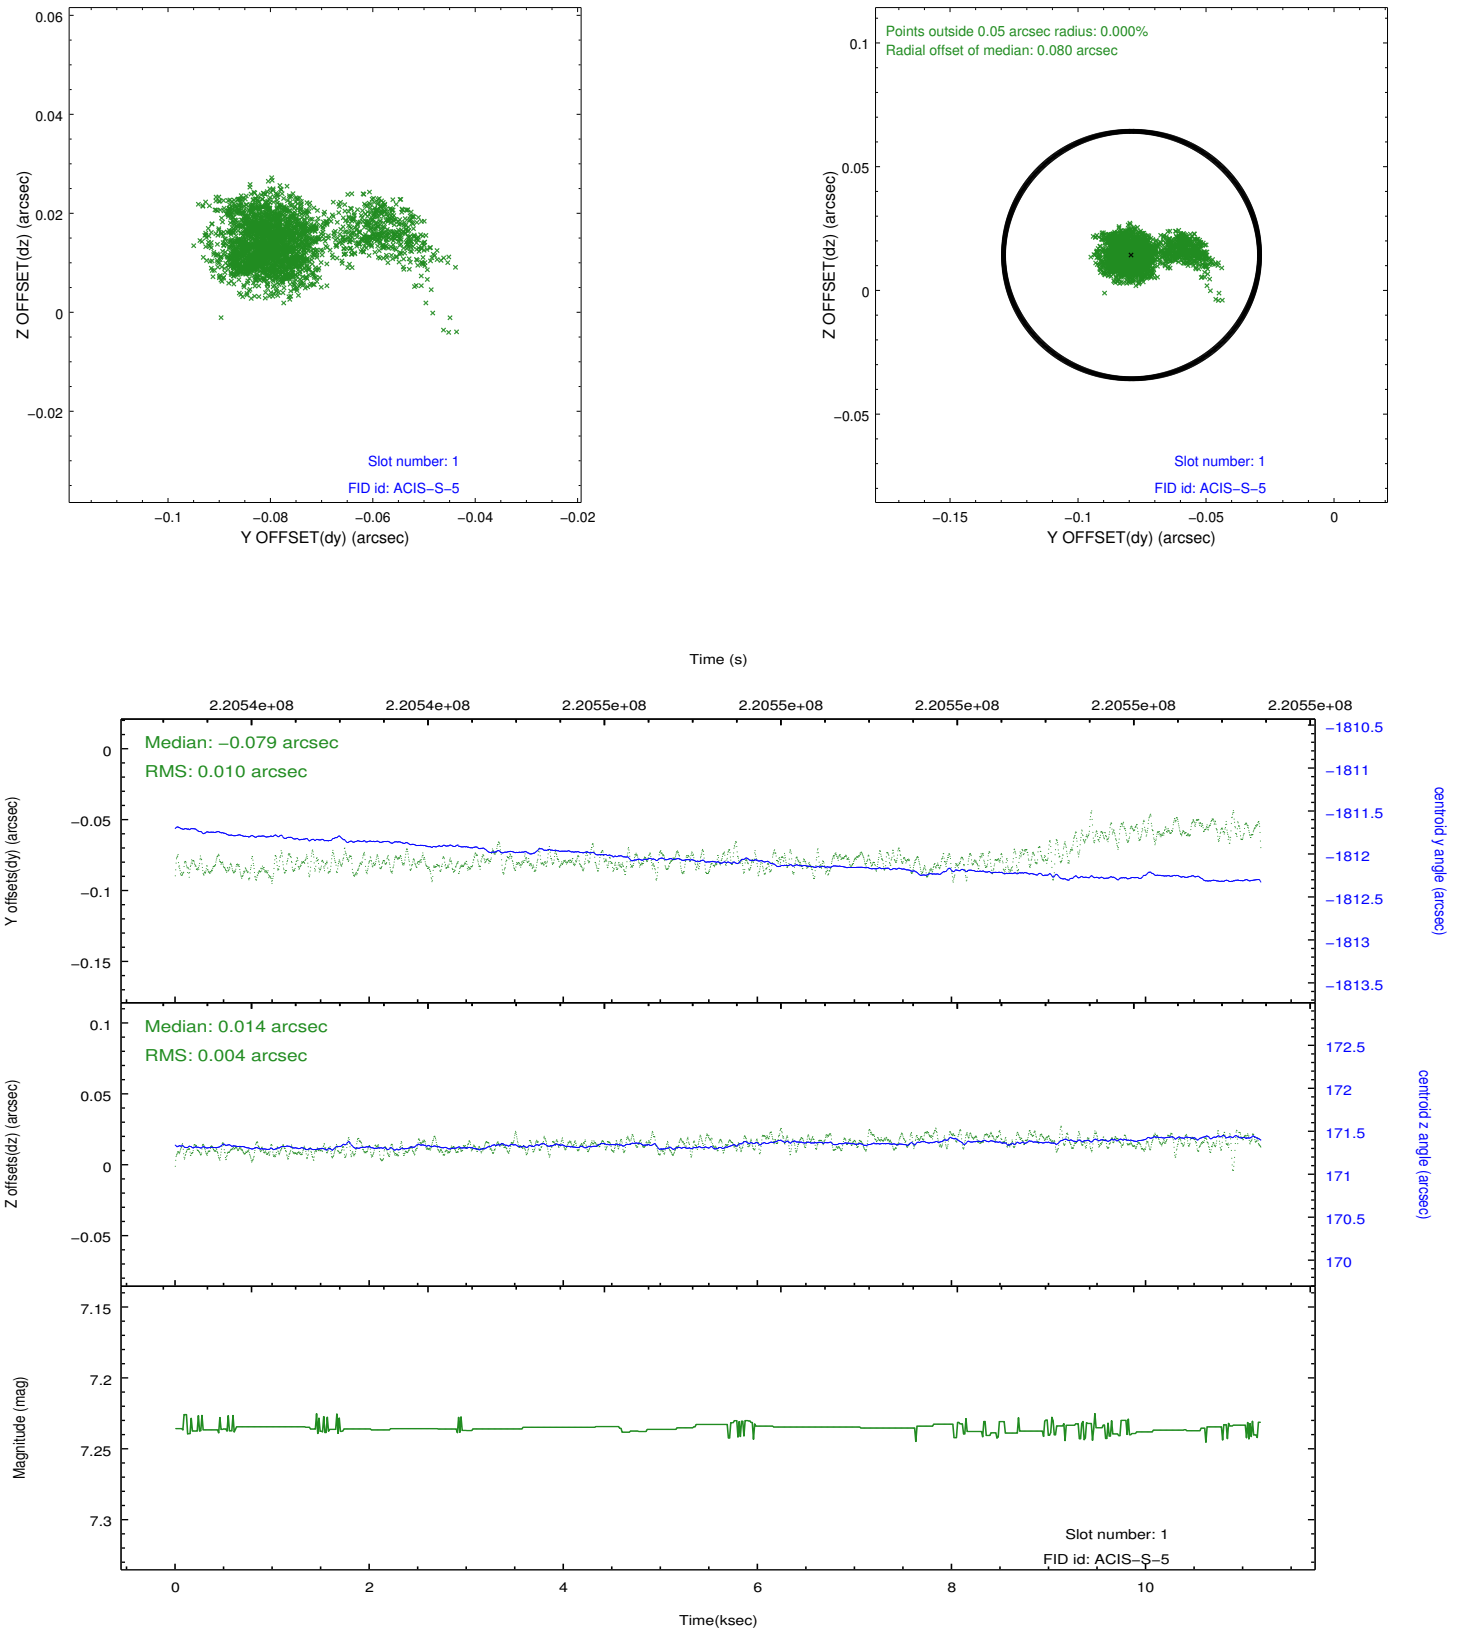 0.06
0.04
0.02
0
−0.02
Z OFFSET(dz) (arcsec)
Slot number: 1
FID id: ACIS−S−5
−0.1 −0.08 −0.06 −0.04 −0.02
Y OFFSET(dy) (arcsec)
Points outside 0.05 arcsec radius: 0.000%
Radial offset of median: 0.080 arcsec
0.1
0.05
0
−0.05
Z OFFSET(dz) (arcsec)
Slot number: 1
FID id: ACIS−S−5
−0.15 −0.1 −0.05 0
Y OFFSET(dy) (arcsec)
Time (s)
2.2054e+08 2.2054e+08 2.2055e+08 2.2055e+08 2.2055e+08 2.2055e+08 2.2055e+08
Median: −0.079 arcsec
RMS: 0.010 arcsec
0
−0.05
−0.1
−0.15
Y offsets(dy) (arcsec)
−1810.5
−1811
−1811.5
−1812
−1812.5
−1813
−1813.5
centroid y angle (arcsec)
Median: 0.014 arcsec
RMS: 0.004 arcsec
0.1
0.05
0
−0.05
Z offsets(dz) (arcsec)
172.5
172
171.5
171
170.5
170
centroid z angle (arcsec)
7.15
7.2
7.25
7.3
Magnitude (mag)
Slot number: 1
FID id: ACIS−S−5
0 2 4 6 8 10
Time(ksec)